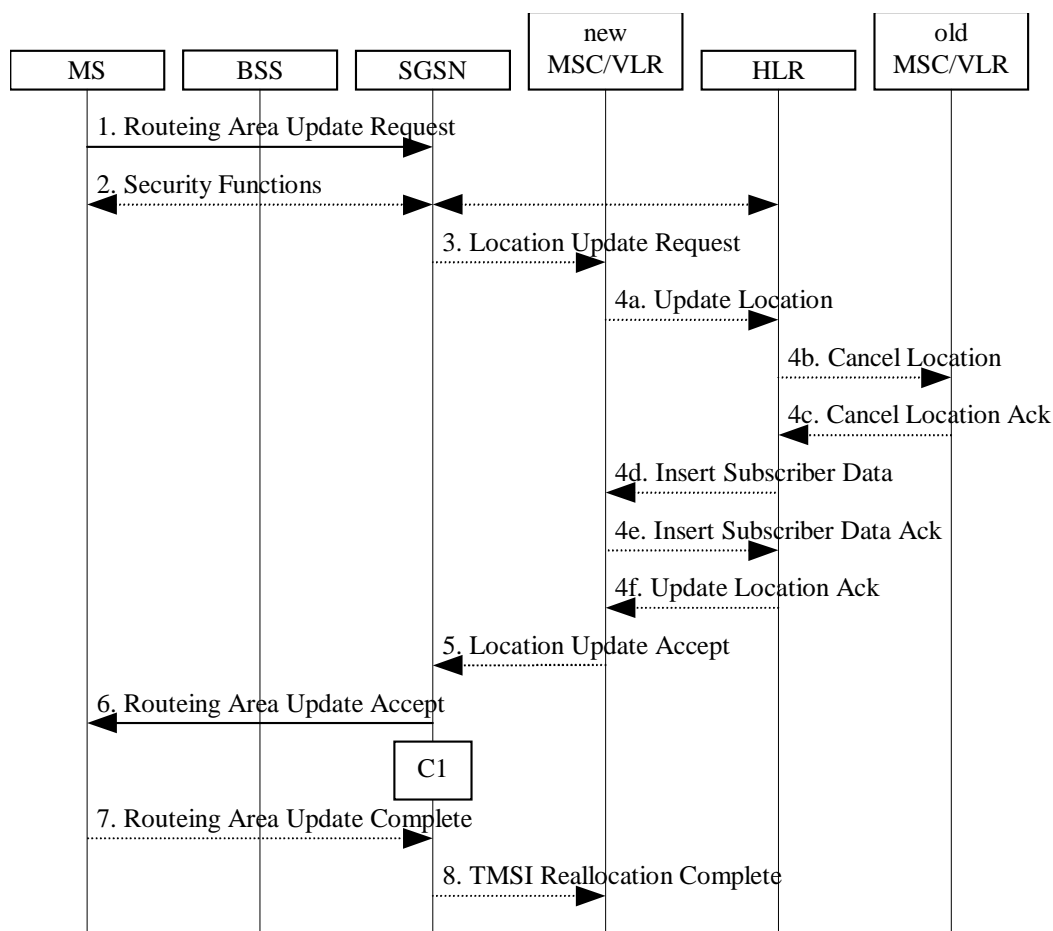 new
old
MS
BSS
SGSN
MSC/VLR
HLR
MSC/VLR
1. Routeing Area Update Request
2. Security Functions
3. Location Update Request
4a. Update Location
4b. Cancel Location
4c. Cancel Location Ack
4d. Insert Subscriber Data
4e. Insert Subscriber Data Ack
4f. Update Location Ack
5. Location Update Accept
6. Routeing Area Update Accept
C1
7. Routeing Area Update Complete
8. TMSI Reallocation Complete